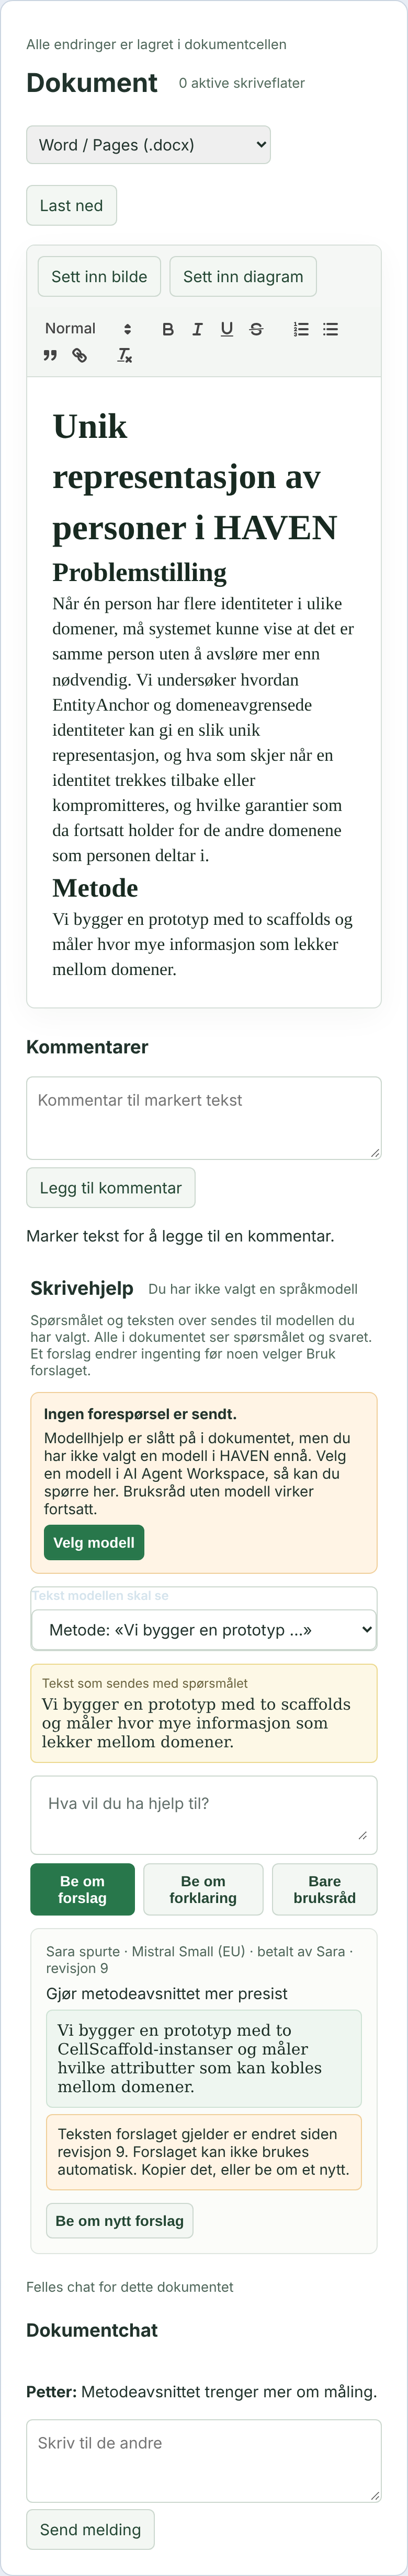 Alle endringer er lagret i dokumentcellen
Dokument 0 aktive skriveflater
Word / Pages (.docx)
Last ned
Sett inn bilde Sett inn diagram
Normal B I U S
Unik
representasjon av
personer i HAVEN
Problemstilling
Når én person har flere identiteter i ulike
domener, må systemet kunne vise at det er
samme person uten å avsløre mer enn
nødvendig. Vi undersøker hvordan
EntityAnchor og domeneavgrensede
identiteter kan gi en slik unik
representasjon, og hva som skjer når en
identitet trekkes tilbake eller
kompromitteres, og hvilke garantier som
da fortsatt holder for de andre domenene
som personen deltar i.
Metode
Vi bygger en prototyp med to scaffolds og
måler hvor mye informasjon som lekker
mellom domener.
Kommentarer
Kommentar til markert tekst
Legg til kommentar
Marker tekst for å legge til en kommentar.
Skrivehjelp Du har ikke valgt en språkmodell
Spørsmålet og teksten over sendes til modellen du
har valgt. Alle i dokumentet ser spørsmålet og svaret.
Et forslag endrer ingenting før noen velger Bruk
forslaget.
Ingen forespørsel er sendt.
Modellhjelp er slått på i dokumentet, men du
har ikke valgt en modell i HAVEN ennå. Velg
en modell i AI Agent Workspace, så kan du
spørre her. Bruksråd uten modell virker
fortsatt.
Velg modell
Tekst modellen skal se
Metode: «Vi bygger en prototyp ...»
Tekst som sendes med spørsmålet
Vi bygger en prototyp med to scaffolds
og måler hvor mye informasjon som
lekker mellom domener.
Hva vil du ha hjelp til?
Be om forslag
Be om forklaring
Bare bruksråd
Sara spurte · Mistral Small (EU) · betalt av Sara ·
revisjon 9
Gjør metodeavsnittet mer presist
Vi bygger en prototyp med to
CellScaffold-instanser og måler
hvilke attributter som kan kobles
mellom domener.
Teksten forslaget gjelder er endret siden
revisjon 9. Forslaget kan ikke brukes
automatisk. Kopier det, eller be om et nytt.
Be om nytt forslag
Felles chat for dette dokumentet
Dokumentchat
Petter: Metodeavsnittet trenger mer om måling.
Skriv til de andre
Send melding